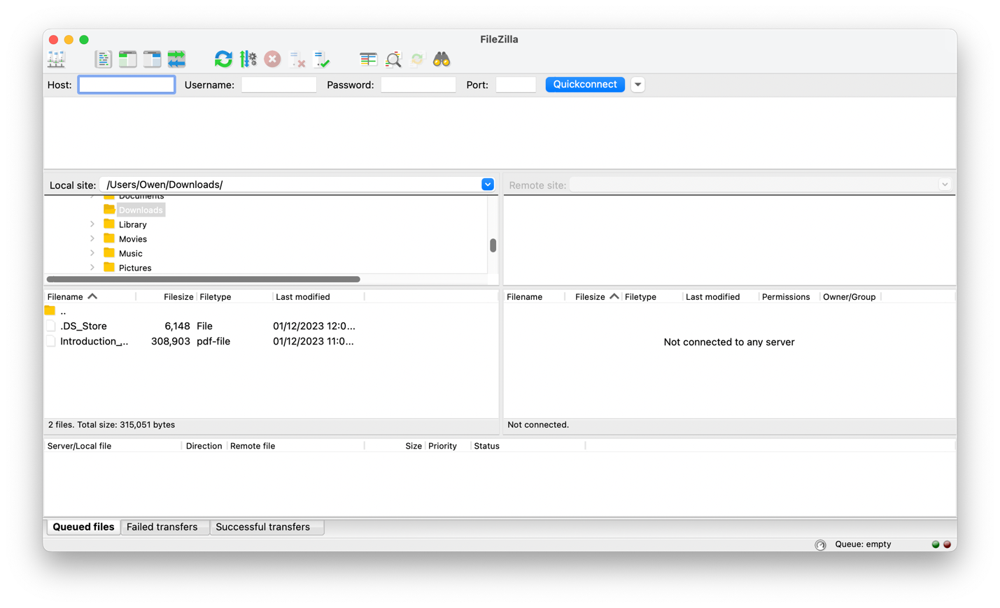 FileZilla
Host: Username: Password: Port: Quickconnect
Local site: /Users/Owen/Downloads/
Remote site:
Documents
Downloads
Library
Movies
Music
Pictures
Filename Filesize Filetype Last modified
..
.DS_Store 6,148 File 01/12/2023 12:0...
Introduction_... 308,903 pdf-file 01/12/2023 11:0...
2 files. Total size: 315,051 bytes
Filename Filesize Filetype Last modified Permissions Owner/Group
Not connected to any server
Not connected.
Server/Local file Direction Remote file Size Priority Status
Queued files Failed transfers Successful transfers
Queue: empty